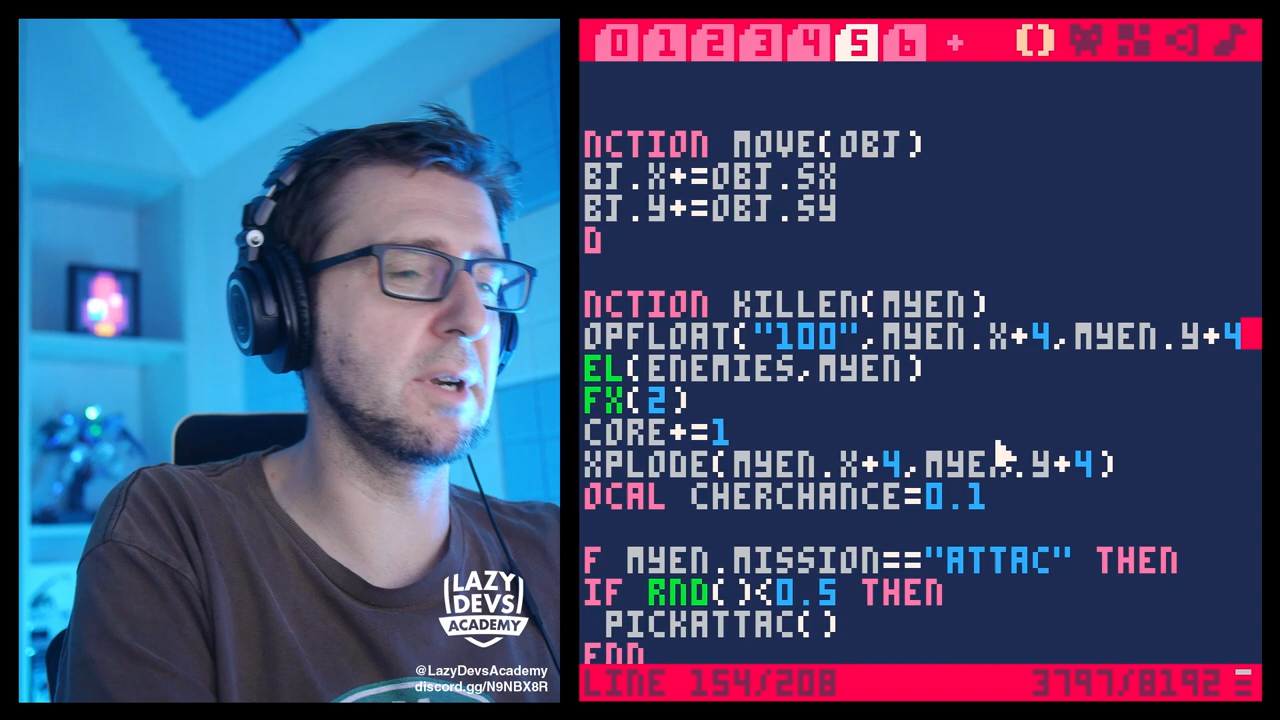 LAZY
DEVS
ACADEMY
@LazyDevsAcademy
discord.gg/N9NBX8R
0 1 2 3 4 5 6 + ()
NCTION MOVE(OBJ)
BJ.X+=OBJ.SX
BJ.Y+=OBJ.SY
D
NCTION KILLEN(MYEN)
OPFLOAT("100",MYEN.X+4,MYEN.Y+4
EL(ENEMIES,MYEN)
FX(2)
CORE+=1
XPLODE(MYEN.X+4,MYEN.Y+4)
OCAL CHERCHANCE=0.1
F MYEN.MISSION=="ATTAC" THEN
IF RND()<0.5 THEN
PICKATTAC()
END
LINE 154/208 3797/8192